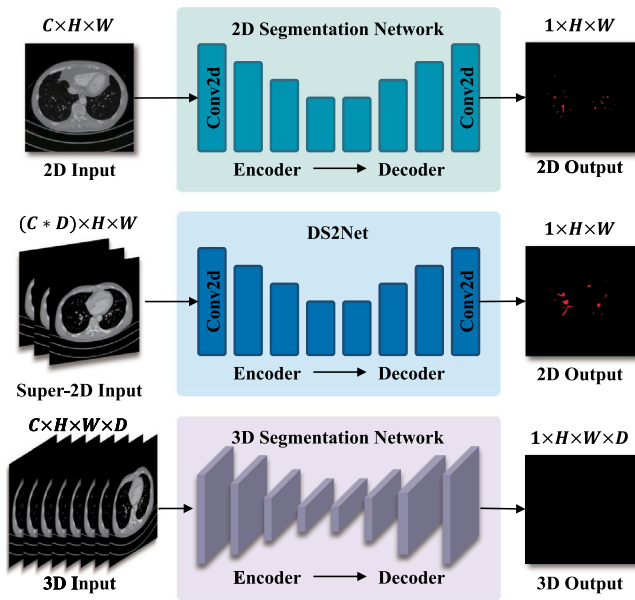 C×H×W
2D Segmentation Network
1×H×W
Conv2d
Conv2d
2D Input
Encoder
Decoder
2D Output
(C * D)×H×W
DS2Net
1×H×W
Conv2d
Conv2d
Super-2D Input
Encoder
Decoder
2D Output
C×H×W×D
3D Segmentation Network
1×H×W×D
3D Input
Encoder
Decoder
3D Output